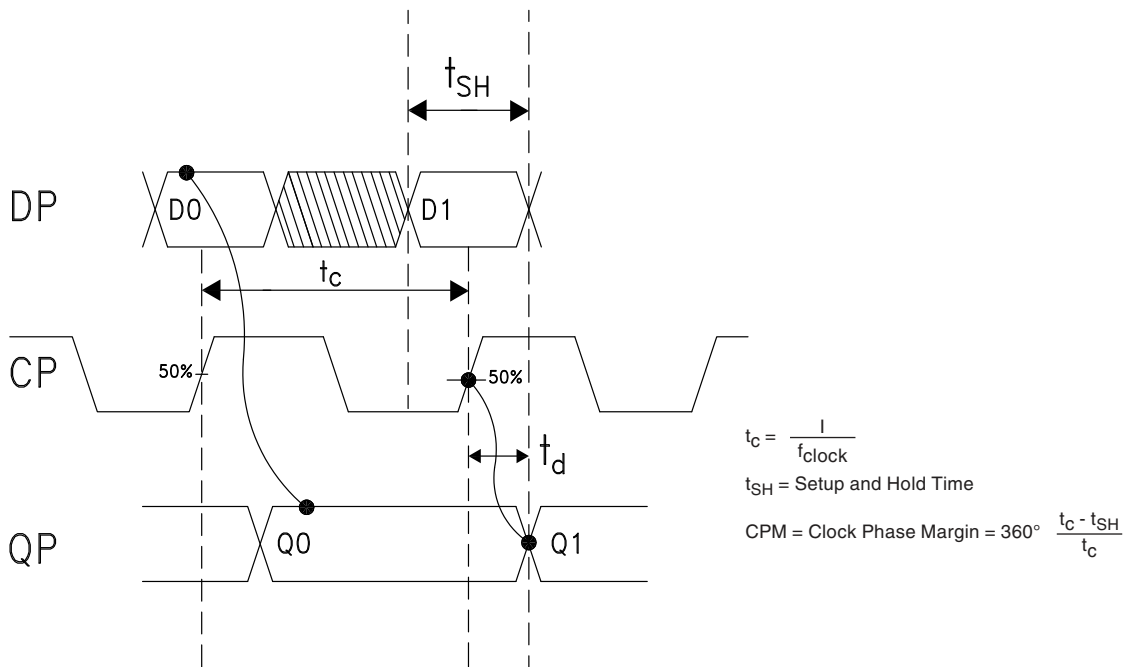 tSH
DP
D0
D1
tc
CP
50%
50%
td
QP
Q0
Q1
tc = I / fclock
tSH = Setup and Hold Time
CPM = Clock Phase Margin = 360° tc - tSH / tc